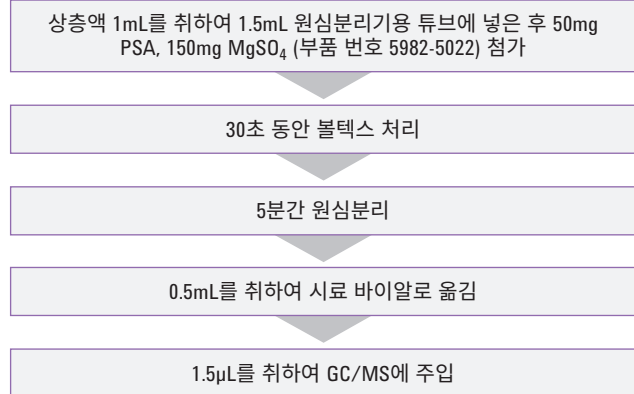 상층액 1mL를 취하여 1.5mL 원심분리기용 튜브에 넣은 후 50mg
PSA, 150mg MgSO₄ (부품 번호 5982-5022) 첨가
30초 동안 볼텍스 처리
5분간 원심분리
0.5mL를 취하여 시료 바이알로 옮김
1.5µL를 취하여 GC/MS에 주입